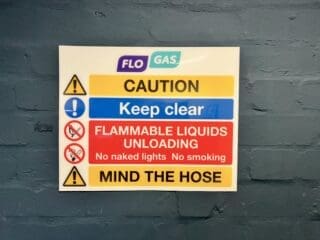 FLO GAS
CAUTION
Keep clear
FLAMMABLE LIQUIDS
UNLOADING
No naked lights No smoking
MIND THE HOSE